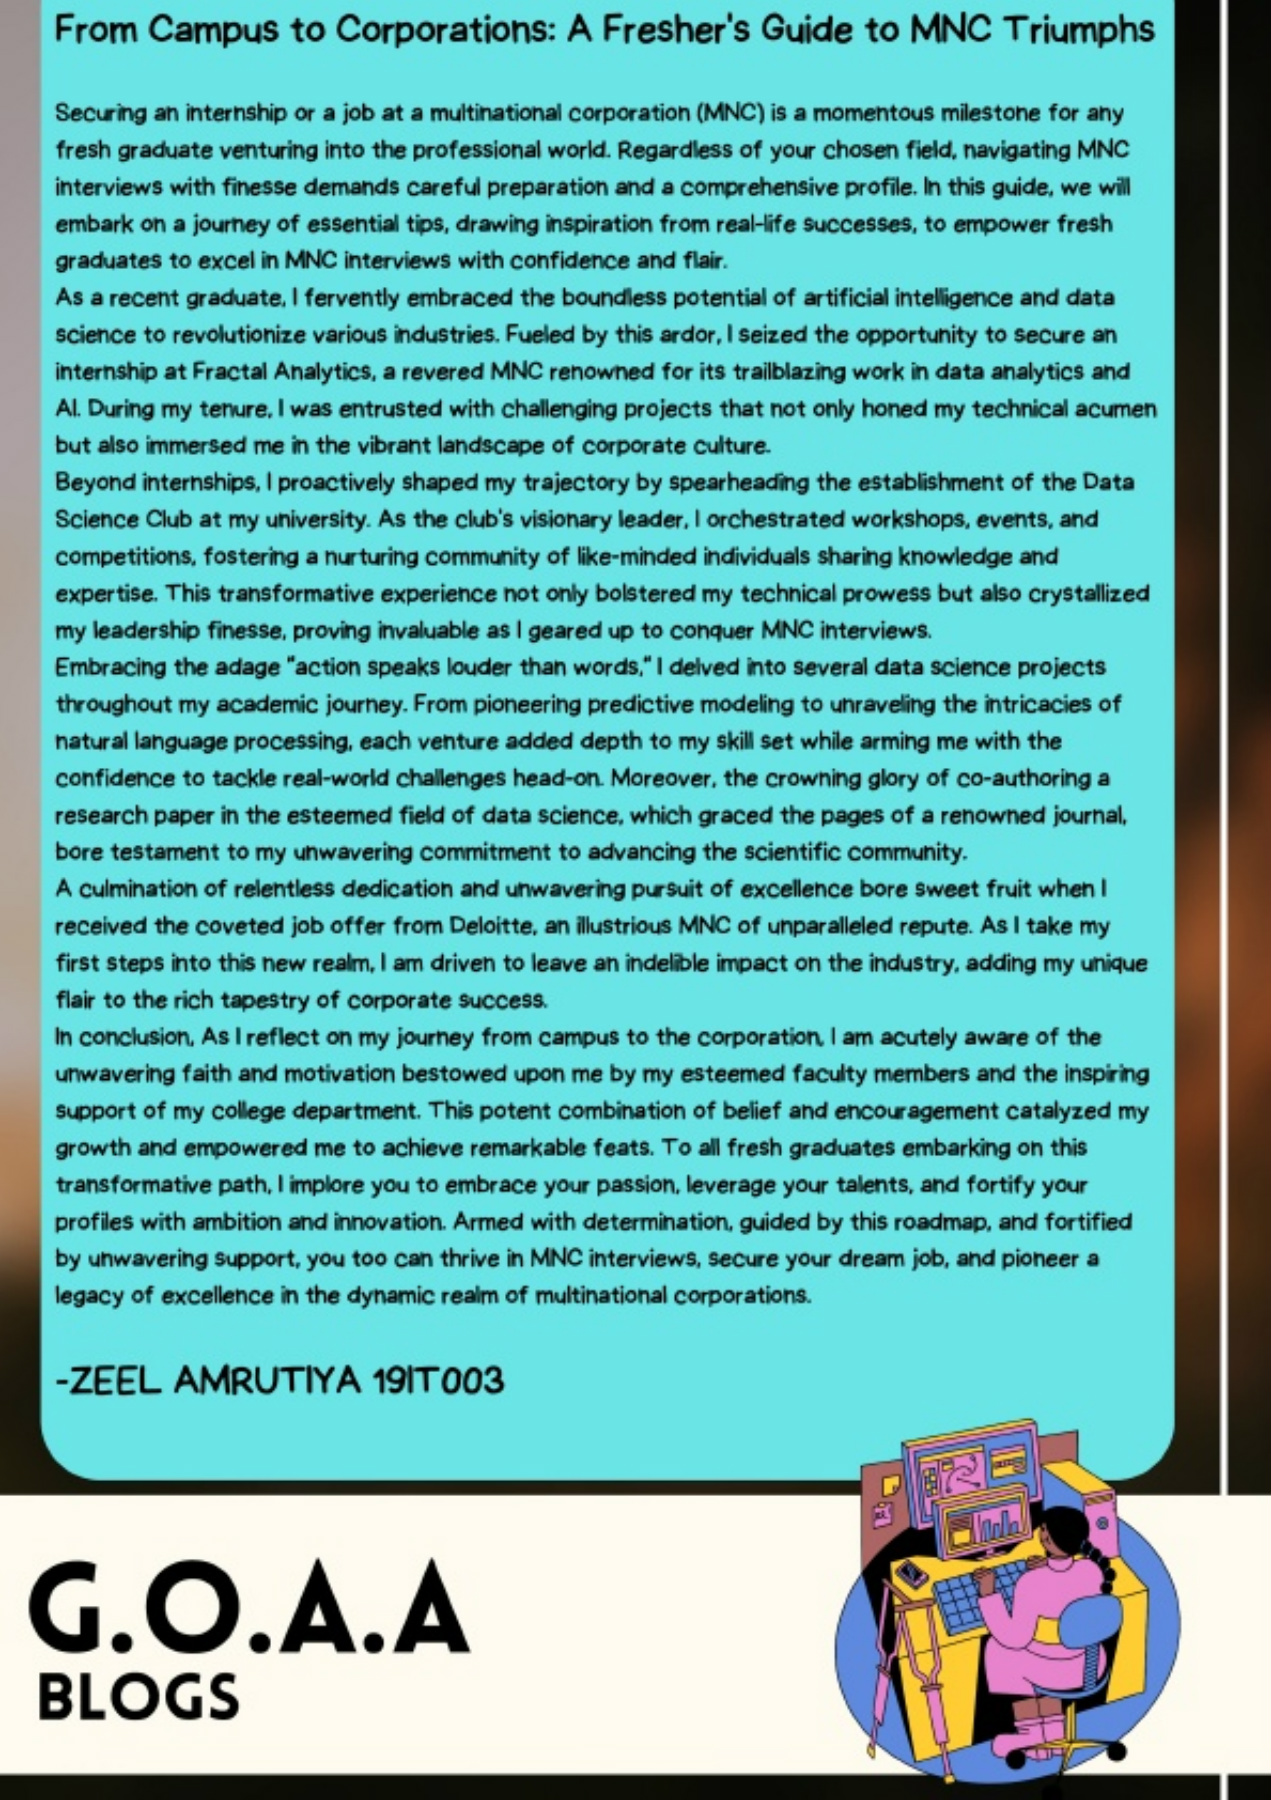 From Campus to Corporations: A Fresher's Guide to MNC Triumphs
Securing an internship or a job at a multinational corporation (MNC) is a momentous milestone for any
fresh graduate venturing into the professional world. Regardless of your chosen field, navigating MNC
interviews with finesse demands careful preparation and a comprehensive profile. In this guide, we will
embark on a journey of essential tips, drawing inspiration from real-life successes, to empower fresh
graduates to excel in MNC interviews with confidence and flair.
As a recent graduate, I fervently embraced the boundless potential of artificial intelligence and data
science to revolutionize various industries. Fueled by this ardor, I seized the opportunity to secure an
internship at Fractal Analytics, a revered MNC renowned for its trailblazing work in data analytics and
AI. During my tenure, I was entrusted with challenging projects that not only honed my technical acumen
but also immersed me in the vibrant landscape of corporate culture.
Beyond internships, I proactively shaped my trajectory by spearheading the establishment of the Data
Science Club at my university. As the club's visionary leader, I orchestrated workshops, events, and
competitions, fostering a nurturing community of like-minded individuals sharing knowledge and
expertise. This transformative experience not only bolstered my technical prowess but also crystallized
my leadership finesse, proving invaluable as I geared up to conquer MNC interviews.
Embracing the adage "action speaks louder than words," I delved into several data science projects
throughout my academic journey. From pioneering predictive modeling to unraveling the intricacies of
natural language processing, each venture added depth to my skill set while arming me with the
confidence to tackle real-world challenges head-on. Moreover, the crowning glory of co-authoring a
research paper in the esteemed field of data science, which graced the pages of a renowned journal,
bore testament to my unwavering commitment to advancing the scientific community.
A culmination of relentless dedication and unwavering pursuit of excellence bore sweet fruit when I
received the coveted job offer from Deloitte, an illustrious MNC of unparalleled repute. As I take my
first steps into this new realm, I am driven to leave an indelible impact on the industry, adding my unique
flair to the rich tapestry of corporate success.
In conclusion, As I reflect on my journey from campus to the corporation, I am acutely aware of the
unwavering faith and motivation bestowed upon me by my esteemed faculty members and the inspiring
support of my college department. This potent combination of belief and encouragement catalyzed my
growth and empowered me to achieve remarkable feats. To all fresh graduates embarking on this
transformative path, I implore you to embrace your passion, leverage your talents, and fortify your
profiles with ambition and innovation. Armed with determination, guided by this roadmap, and fortified
by unwavering support, you too can thrive in MNC interviews, secure your dream job, and pioneer a
legacy of excellence in the dynamic realm of multinational corporations.
-ZEEL AMRUTIYA 19IT003
G.O.A.A
BLOGS